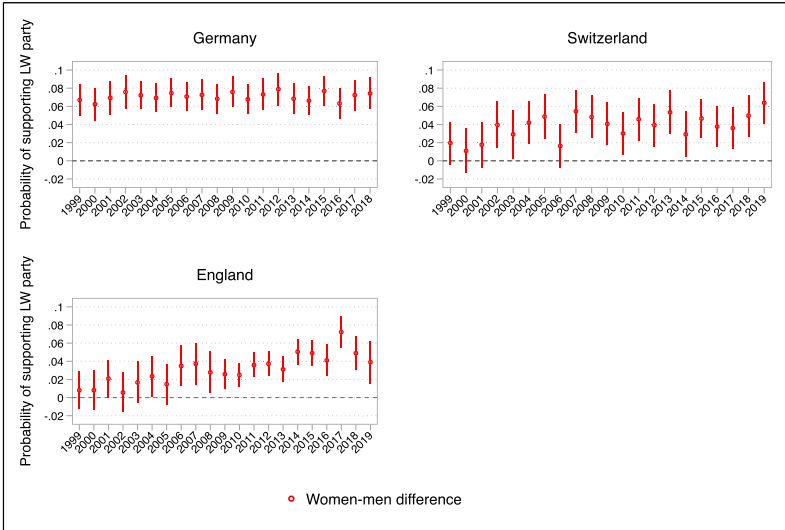 Germany
Probability of supporting LW party
.1
.08
.06
.04
.02
0
-.02
1999 2000 2001 2002 2003 2004 2005 2006 2007 2008 2009 2010 2011 2012 2013 2014 2015 2016 2017 2018
Switzerland
.1
.08
.06
.04
.02
0
-.02
1999 2000 2001 2002 2003 2004 2005 2006 2007 2008 2009 2010 2011 2012 2013 2014 2015 2016 2017 2018 2019
England
Probability of supporting LW party
.1
.08
.06
.04
.02
0
-.02
1999 2000 2001 2002 2003 2004 2005 2006 2007 2008 2009 2010 2011 2012 2013 2014 2015 2016 2017 2018 2019
Women-men difference